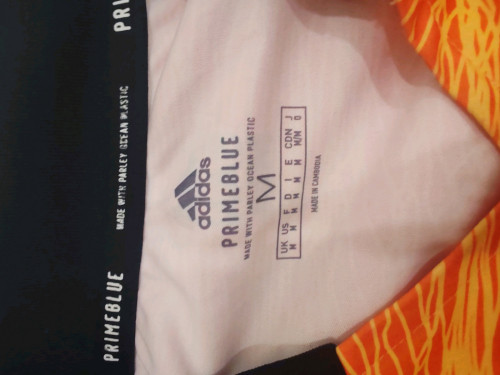 PRIMEBLUE
MADE WITH PARLEY OCEAN PLASTIC
PRI
adidas
PRIMEBLUE
MADE WITH PARLEY OCEAN PLASTIC
M
UK US F D I E CDN J
M M M M M M M/M O
MADE IN CAMBODIA